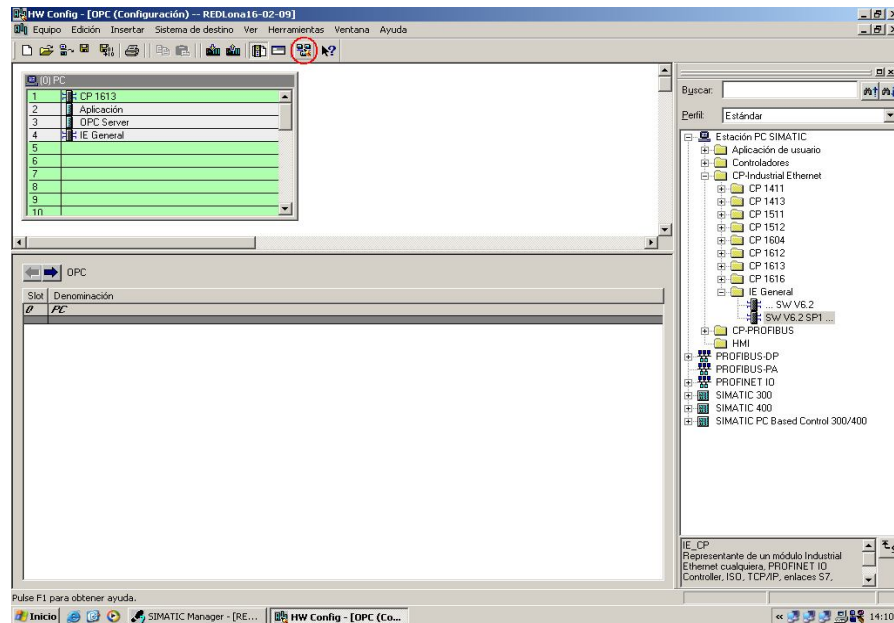 HW Config - [OPC (Configuración) -- REDLona16-02-09]
Equipo Edición Insertar Sistema de destino Ver Herramientas Ventana Ayuda
(0) PC
1 CP 1613
2 Aplicación
3 OPC Server
4 IE General
5
6
7
8
9
10
OPC
Slot Denominación
0 PC
Buscar:
Perfil: Estándar
Estación PC SIMATIC
Aplicación de usuario
Controladores
CP-Industrial Ethernet
CP 1411
CP 1413
CP 1511
CP 1512
CP 1604
CP 1612
CP 1613
CP 1616
IE General
... SW V6.2
SW V6.2 SP1 ...
CP-PROFIBUS
HMI
PROFIBUS-DP
PROFIBUS-PA
PROFINET IO
SIMATIC 300
SIMATIC 400
SIMATIC PC Based Control 300/400
IE_CP
Representante de un módulo Industrial
Ethernet cualquiera, PROFINET IO
Controller, ISO, TCP/IP, enlaces S7,
Pulse F1 para obtener ayuda.
Inicio SIMATIC Manager - [RE... HW Config - [OPC (Co... « 14:10